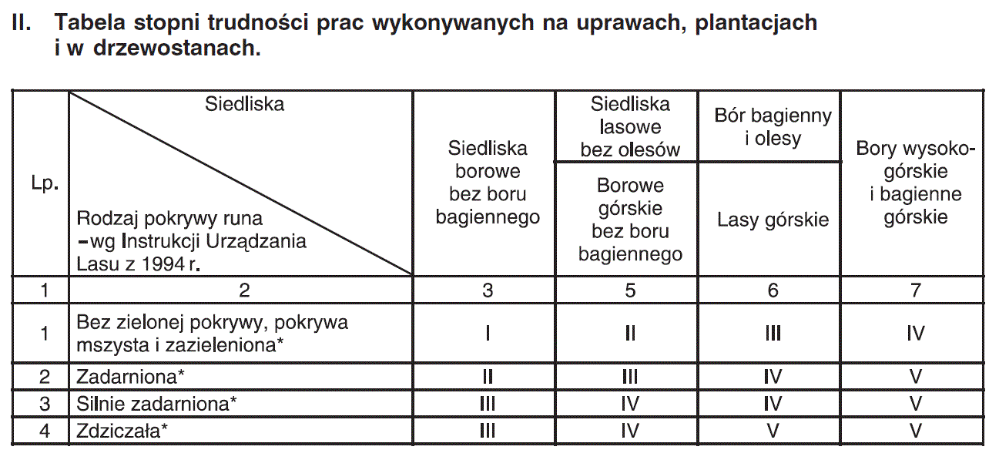 II. Tabela stopni trudności prac wykonywanych na uprawach, plantacjach
i w drzewostanach.
Lp.
Siedliska
Rodzaj pokrywy runa
–wg Instrukcji Urządzania
Lasu z 1994 r.
Siedliska
borowe
bez boru
bagiennego
Siedliska
lasowe
bez olesów
Borowe
górskie
bez boru
bagiennego
Bór bagienny
i olesy
Lasy górskie
Bory wysoko-
górskie
i bagienne
górskie
1 2 3 5 6 7
1 Bez zielonej pokrywy, pokrywa
mszysta i zazieleniona* I II III IV
2 Zadarniona* II III IV V
3 Silnie zadarniona* III IV IV V
4 Zdziczała* III IV V V